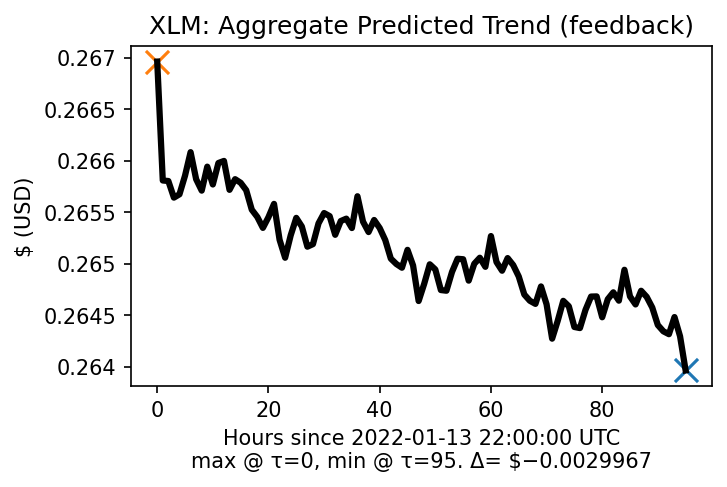 XLM: Aggregate Predicted Trend (feedback)
0.267
0.2665
0.266
0.2655
0.265
0.2645
0.264
$ (USD)
0 20 40 60 80
Hours since 2022-01-13 22:00:00 UTC
max @ τ=0, min @ τ=95. Δ= $−0.0029967